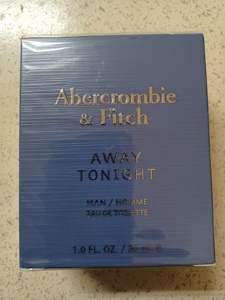 Abercrombie
& Fitch
AWAY
TONIGHT
MAN / HOMME
EAU DE TOILETTE
1.0 FL. OZ. / 30 ml ℮